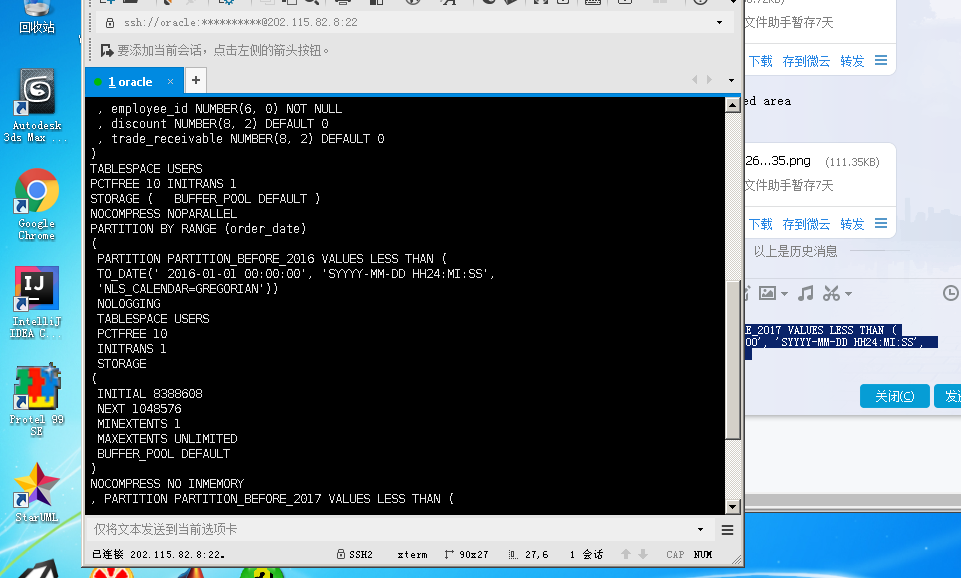 回收站
Autodesk
3ds Max ...
Google
Chrome
IntelliJ
IDEA C...
Protel 99
SE
StarUML
ssh://oracle:**********@202.115.82.8:22
要添加当前会话，点击左侧的箭头按钮。
1 oracle
×
+
, employee_id NUMBER(6, 0) NOT NULL
, discount NUMBER(8, 2) DEFAULT 0
, trade_receivable NUMBER(8, 2) DEFAULT 0
)
TABLESPACE USERS
PCTFREE 10 INITRANS 1
STORAGE (   BUFFER_POOL DEFAULT )
NOCOMPRESS NOPARALLEL
PARTITION BY RANGE (order_date)
(
PARTITION PARTITION_BEFORE_2016 VALUES LESS THAN (
TO_DATE(' 2016-01-01 00:00:00', 'SYYYY-MM-DD HH24:MI:SS',
'NLS_CALENDAR=GREGORIAN'))
NOLOGGING
TABLESPACE USERS
PCTFREE 10
INITRANS 1
STORAGE
(
INITIAL 8388608
NEXT 1048576
MINEXTENTS 1
MAXEXTENTS UNLIMITED
BUFFER_POOL DEFAULT
)
NOCOMPRESS NO INMEMORY
, PARTITION PARTITION_BEFORE_2017 VALUES LESS THAN (
仅将文本发送到当前选项卡
已连接 202.115.82.8:22。
SSH2
xterm
90x27
27,6
1 会话
CAP
NUM
文件助手暂存7天
下载 存到微云 转发
ed area
26...35.png (111.35KB)
文件助手暂存7天
下载 存到微云 转发
以上是历史消息
E_2017 VALUES LESS THAN (
00', 'SYYYY-MM-DD HH24:MI:SS',
关闭(C)